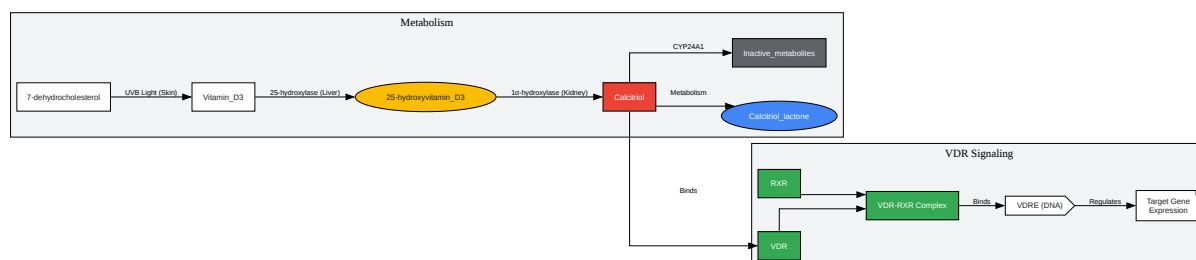 Metabolism
CYP24A1
Inactive_metabolites
7-dehydrocholesterol
UVB Light (Skin)
Vitamin_D3
25-hydroxylase (Liver)
25-hydroxyvitamin_D3
1α-hydroxylase (Kidney)
Calcitriol
Metabolism
Calcitriol_lactone
Binds
VDR Signaling
RXR
VDR-RXR Complex
Binds
VDRE (DNA)
Regulates
Target Gene
Expression
VDR